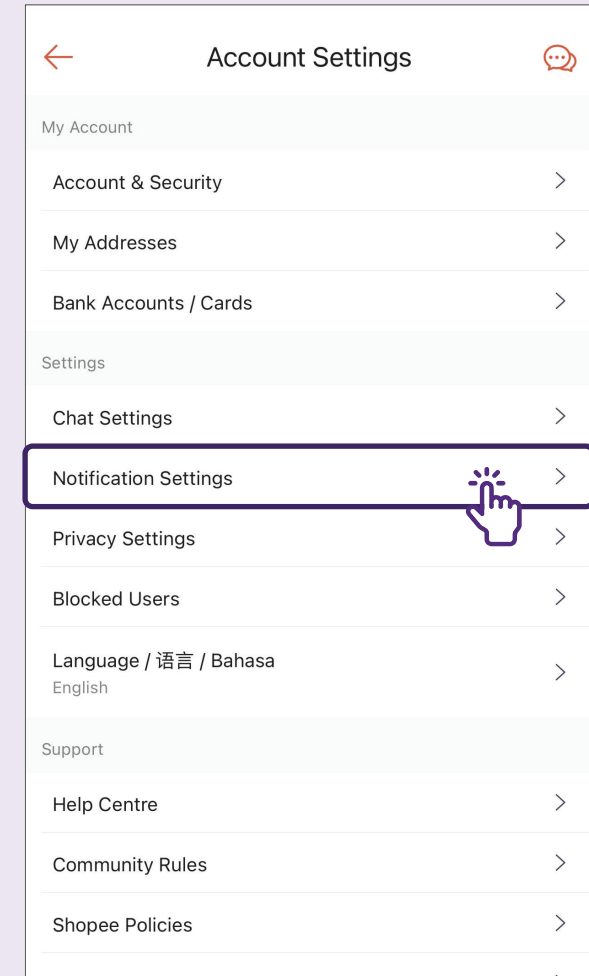 Account Settings
My Account
Account & Security
My Addresses
Bank Accounts / Cards
Settings
Chat Settings
Notification Settings
Privacy Settings
Blocked Users
Language / 语言 / Bahasa
English
Support
Help Centre
Community Rules
Shopee Policies